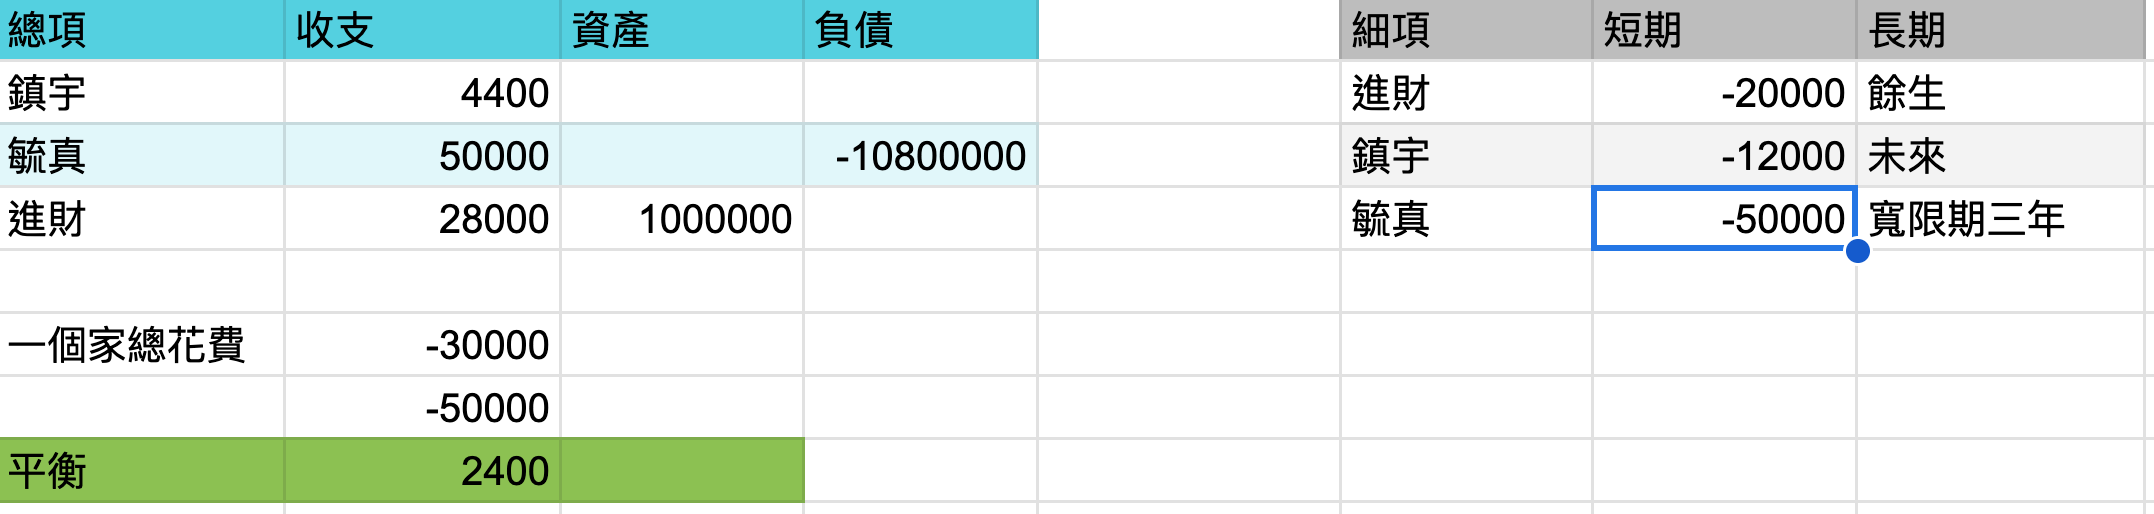 總項 收支 資產 負債 細項 短期 長期
鎮宇 4400 進財 -20000 餘生
毓真 50000 -10800000 鎮宇 -12000 未來
進財 28000 1000000 毓真 -50000 寬限期三年
一個家總花費 -30000
-50000
平衡 2400